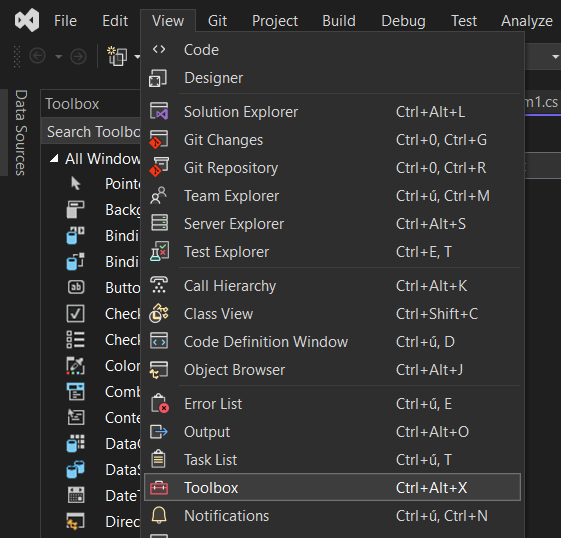 File Edit View Git Project Build Debug Test Analyze
Code
Designer
Solution Explorer Ctrl+Alt+L
Git Changes Ctrl+0, Ctrl+G
Git Repository Ctrl+0, Ctrl+R
Team Explorer Ctrl+ú, Ctrl+M
Server Explorer Ctrl+Alt+S
Test Explorer Ctrl+E, T
Call Hierarchy Ctrl+Alt+K
Class View Ctrl+Shift+C
Code Definition Window Ctrl+ú, D
Object Browser Ctrl+Alt+J
Error List Ctrl+ú, E
Output Ctrl+Alt+O
Task List Ctrl+ú, T
Toolbox Ctrl+Alt+X
Notifications Ctrl+ú, Ctrl+N
Data Sources
Toolbox
Search Toolbo
All Window
Pointe
Backg
Bindi
Bindi
Butto
Check
Check
Color
Comb
Conte
DataG
DataS
DateT
Direc
m1.cs